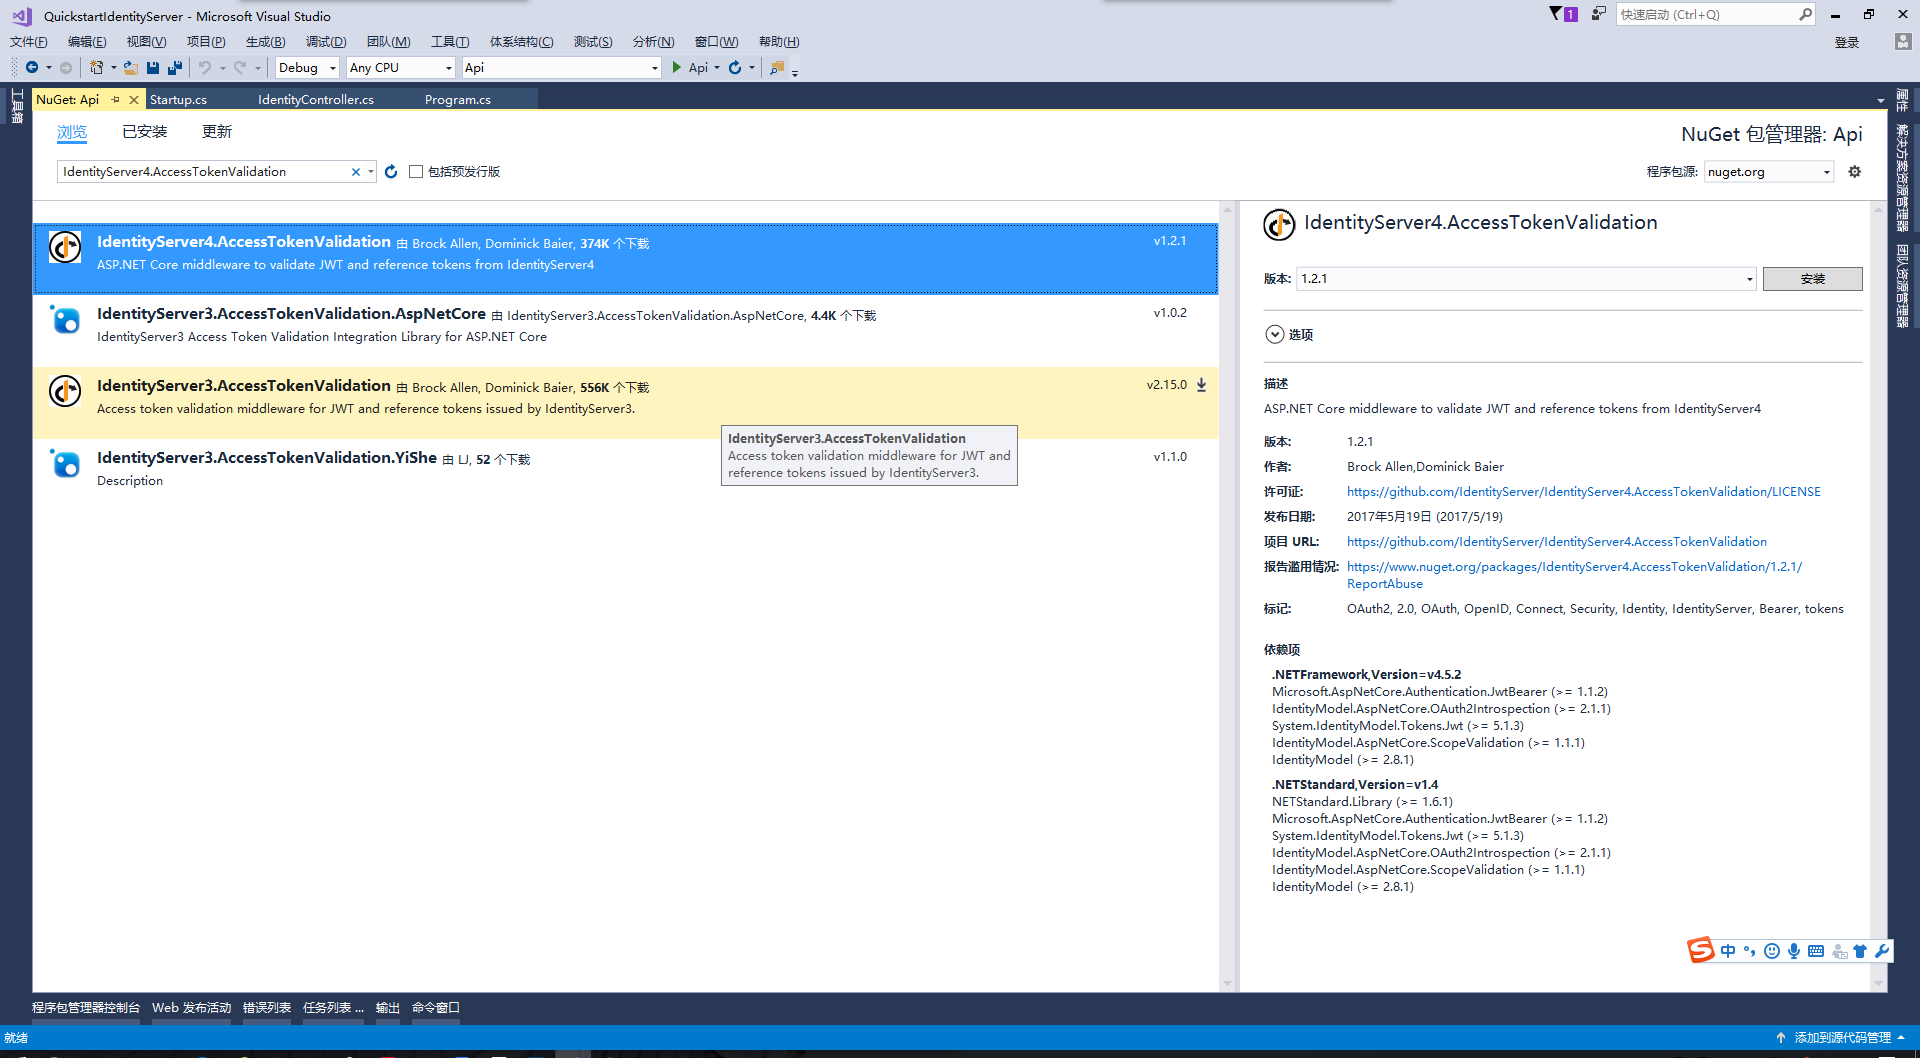 QuickstartIdentityServer - Microsoft Visual Studio
1
快速启动 (Ctrl+Q)
文件(F) 编辑(E) 视图(V) 项目(P) 生成(B) 调试(D) 团队(M) 工具(T) 体系结构(C) 测试(S) 分析(N) 窗口(W) 帮助(H)
登录
Debug Any CPU Api Api
工具箱
NuGet: Api Startup.cs IdentityController.cs Program.cs
属性
解决方案资源管理器
团队资源管理器
浏览 已安装 更新
NuGet 包管理器: Api
IdentityServer4.AccessTokenValidation
包括预发行版
程序包源: nuget.org
IdentityServer4.AccessTokenValidation 由 Brock Allen, Dominick Baier, 374K 个下载 v1.2.1
ASP.NET Core middleware to validate JWT and reference tokens from IdentityServer4
IdentityServer3.AccessTokenValidation.AspNetCore 由 IdentityServer3.AccessTokenValidation.AspNetCore, 4.4K 个下载 v1.0.2
IdentityServer3 Access Token Validation Integration Library for ASP.NET Core
IdentityServer3.AccessTokenValidation 由 Brock Allen, Dominick Baier, 556K 个下载 v2.15.0
Access token validation middleware for JWT and reference tokens issued by IdentityServer3.
IdentityServer3.AccessTokenValidation
Access token validation middleware for JWT and
reference tokens issued by IdentityServer3.
IdentityServer3.AccessTokenValidation.YiShe 由 LJ, 52 个下载 v1.1.0
Description
IdentityServer4.AccessTokenValidation
版本: 1.2.1 安装
选项
描述
ASP.NET Core middleware to validate JWT and reference tokens from IdentityServer4
版本: 1.2.1
作者: Brock Allen,Dominick Baier
许可证: https://github.com/IdentityServer/IdentityServer4.AccessTokenValidation/LICENSE
发布日期: 2017年5月19日 (2017/5/19)
项目 URL: https://github.com/IdentityServer/IdentityServer4.AccessTokenValidation
报告滥用情况: https://www.nuget.org/packages/IdentityServer4.AccessTokenValidation/1.2.1/
ReportAbuse
标记: OAuth2, 2.0, OAuth, OpenID, Connect, Security, Identity, IdentityServer, Bearer, tokens
依赖项
.NETFramework,Version=v4.5.2
Microsoft.AspNetCore.Authentication.JwtBearer (>= 1.1.2)
IdentityModel.AspNetCore.OAuth2Introspection (>= 2.1.1)
System.IdentityModel.Tokens.Jwt (>= 5.1.3)
IdentityModel.AspNetCore.ScopeValidation (>= 1.1.1)
IdentityModel (>= 2.8.1)
.NETStandard,Version=v1.4
NETStandard.Library (>= 1.6.1)
Microsoft.AspNetCore.Authentication.JwtBearer (>= 1.1.2)
System.IdentityModel.Tokens.Jwt (>= 5.1.3)
IdentityModel.AspNetCore.OAuth2Introspection (>= 2.1.1)
IdentityModel.AspNetCore.ScopeValidation (>= 1.1.1)
IdentityModel (>= 2.8.1)
S 中
程序包管理器控制台 Web 发布活动 错误列表 任务列表 ... 输出 命令窗口
就绪 添加到源代码管理